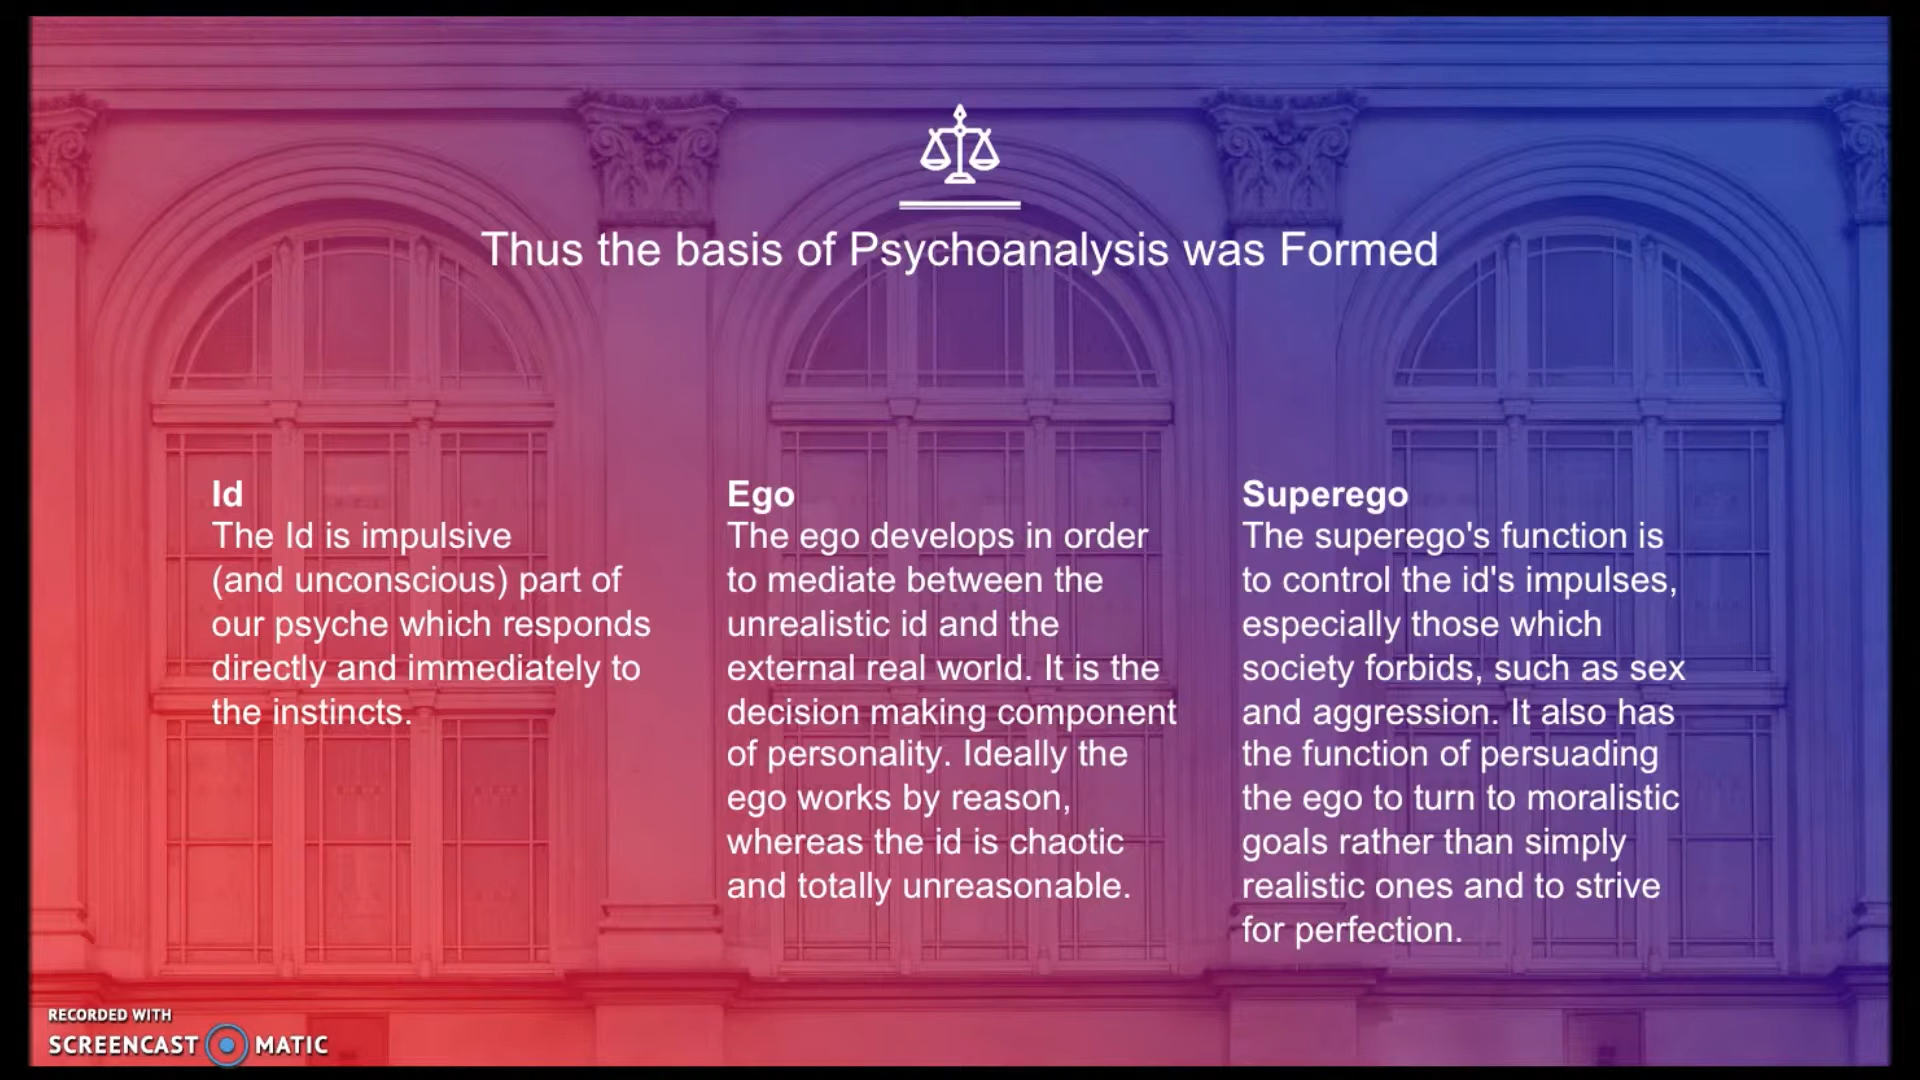 Thus the basis of Psychoanalysis was Formed
Id
The Id is impulsive
(and unconscious) part of
our psyche which responds
directly and immediately to
the instincts.
Ego
The ego develops in order
to mediate between the
unrealistic id and the
external real world. It is the
decision making component
of personality. Ideally the
ego works by reason,
whereas the id is chaotic
and totally unreasonable.
Superego
The superego's function is
to control the id's impulses,
especially those which
society forbids, such as sex
and aggression. It also has
the function of persuading
the ego to turn to moralistic
goals rather than simply
realistic ones and to strive
for perfection.
RECORDED WITH
SCREENCAST MATIC